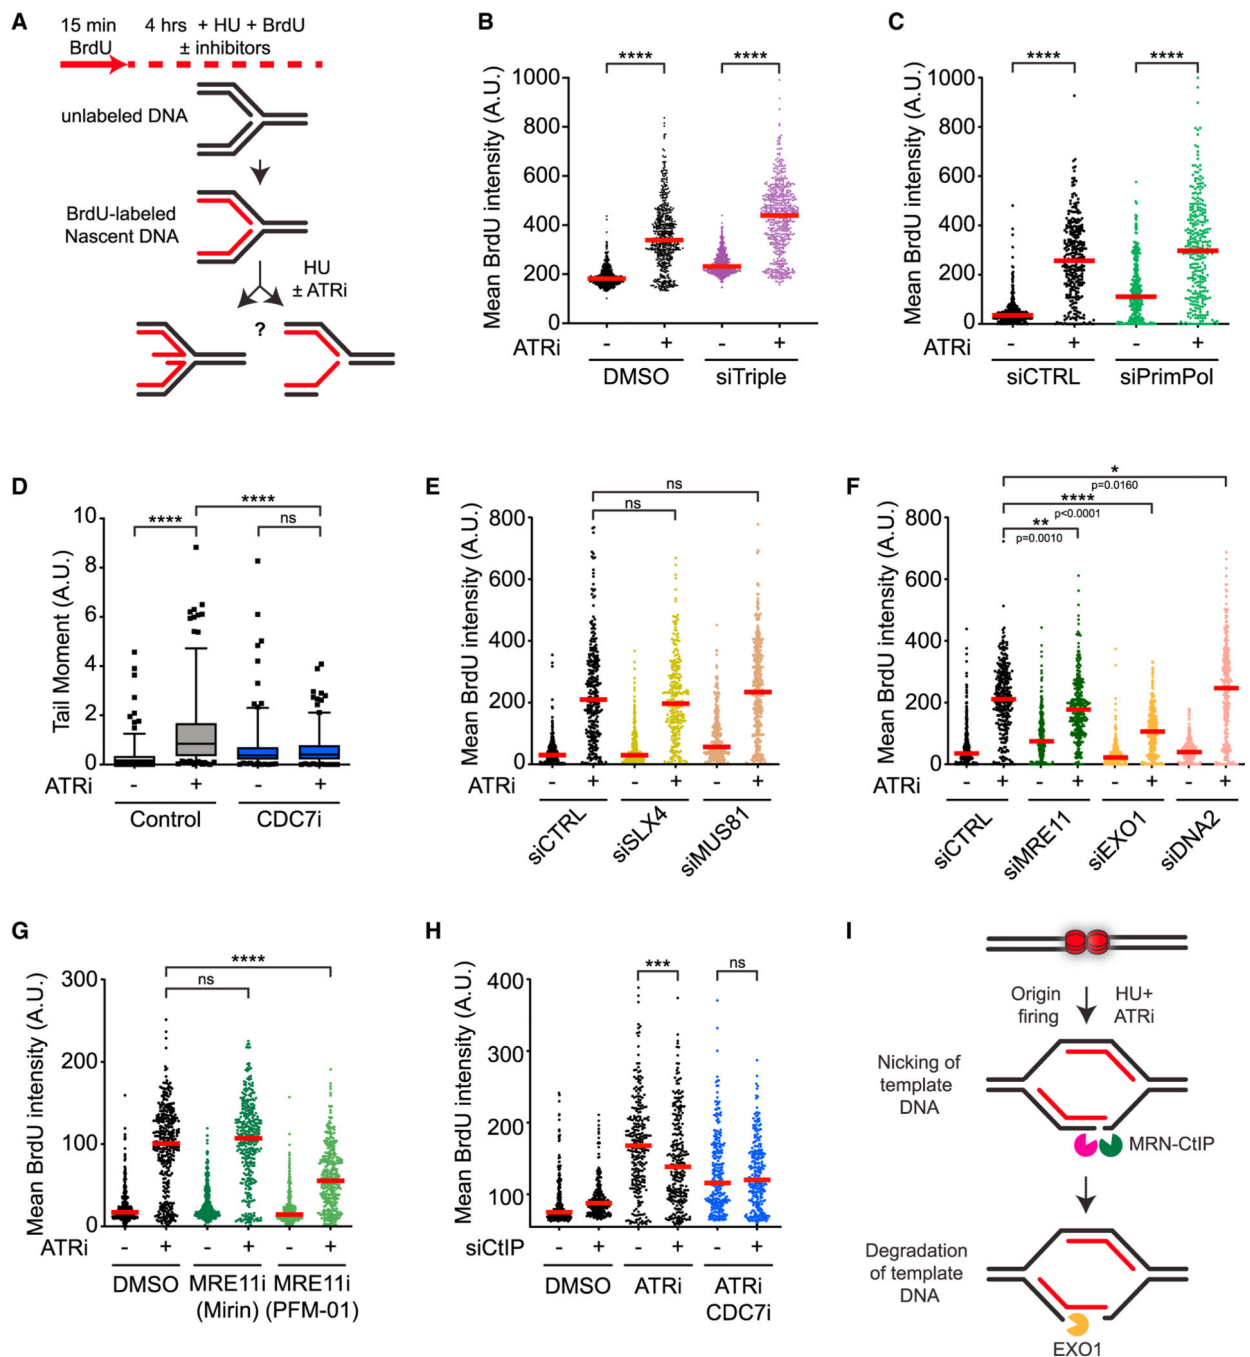 A
15 min
BrdU
4 hrs + HU + BrdU
± inhibitors
unlabeled DNA
BrdU-labeled
Nascent DNA
HU
± ATRi
?
B
Mean BrdU intensity (A.U.)
1000
800
600
400
200
0
**** ****
ATRi - + - +
DMSO siTriple
C
Mean BrdU intensity (A.U.)
1000
800
600
400
200
0
**** ****
ATRi - + - +
siCTRL siPrimPol
D
Tail Moment (A.U.)
10
8
6
4
2
0
****
**** ns
ATRi - + - +
Control CDC7i
E
Mean BrdU intensity (A.U.)
800
600
400
200
0
ns
ns
ATRi - + - + - +
siCTRL siSLX4 siMUS81
F
Mean BrdU intensity (A.U.)
800
600
400
200
0
*
p=0.0160
****
p<0.0001
**
p=0.0010
ATRi - + - + - + - +
siCTRL siMRE11 siEXO1 siDNA2
G
Mean BrdU intensity (A.U.)
300
200
100
0
****
ns
ATRi - + - + - +
DMSO MRE11i MRE11i
(Mirin) (PFM-01)
H
Mean BrdU intensity (A.U.)
400
300
200
100
*** ns
siCtIP - + - + - +
DMSO ATRi ATRi
CDC7i
I
Origin
firing
HU+
ATRi
Nicking of
template
DNA
MRN-CtIP
Degradation
of template
DNA
EXO1